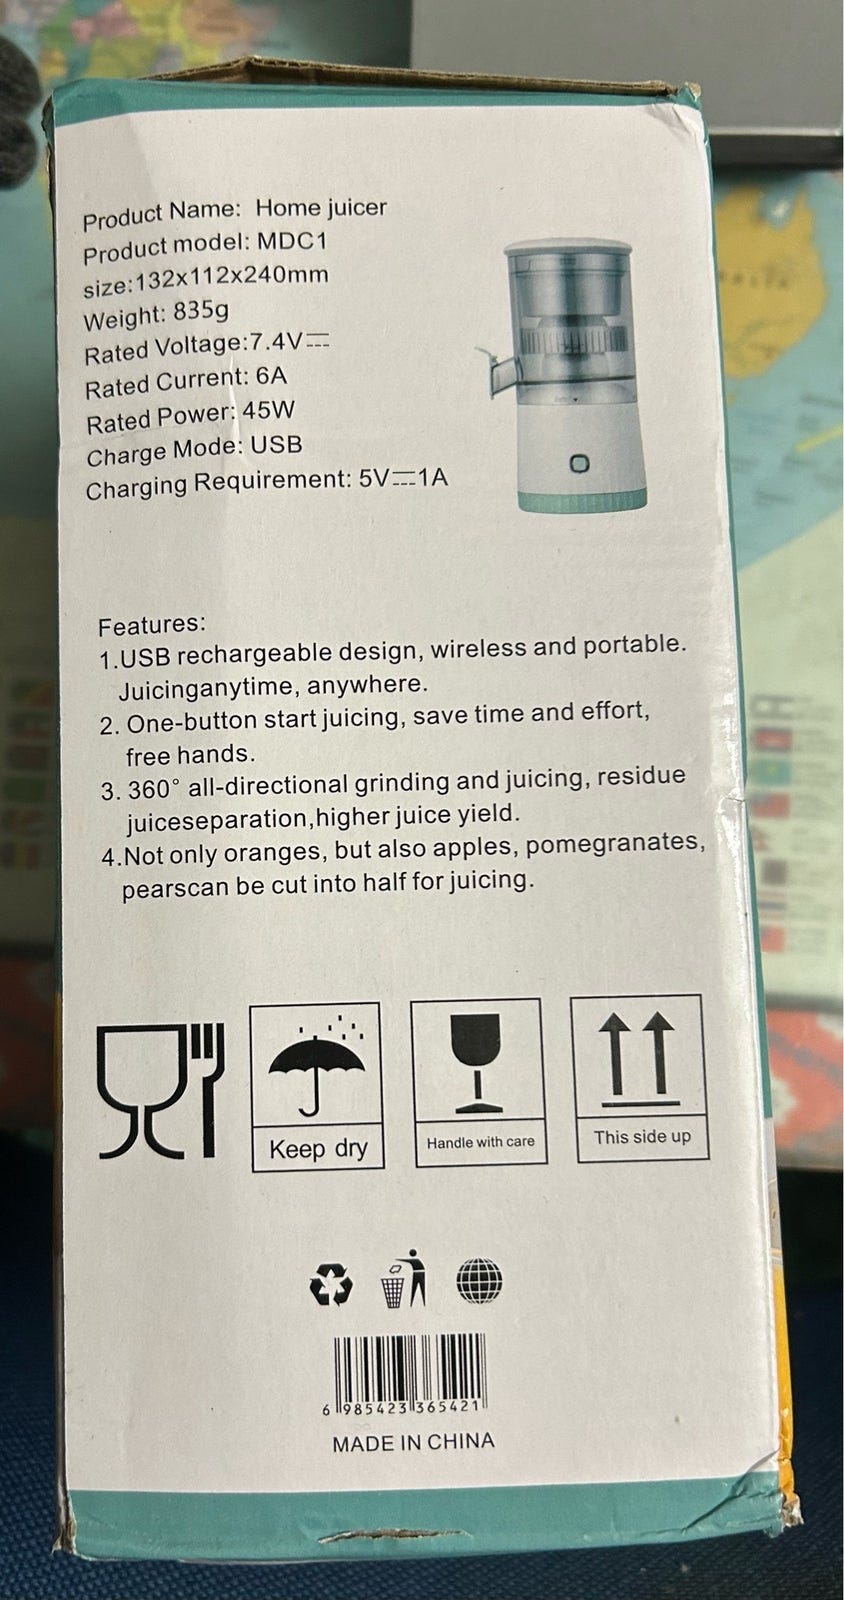 Product Name: Home juicer
Product model: MDC1
size:132x112x240mm
Weight: 835g
Rated Voltage:7.4V⎓
Rated Current: 6A
Rated Power: 45W
Charge Mode: USB
Charging Requirement: 5V⎓1A
Features:
1.USB rechargeable design, wireless and portable.
Juicinganytime, anywhere.
2. One-button start juicing, save time and effort,
free hands.
3. 360° all-directional grinding and juicing, residue
juiceseparation,higher juice yield.
4.Not only oranges, but also apples, pomegranates,
pearscan be cut into half for juicing.
Keep dry
Handle with care
This side up
6 985423 365421
MADE IN CHINA